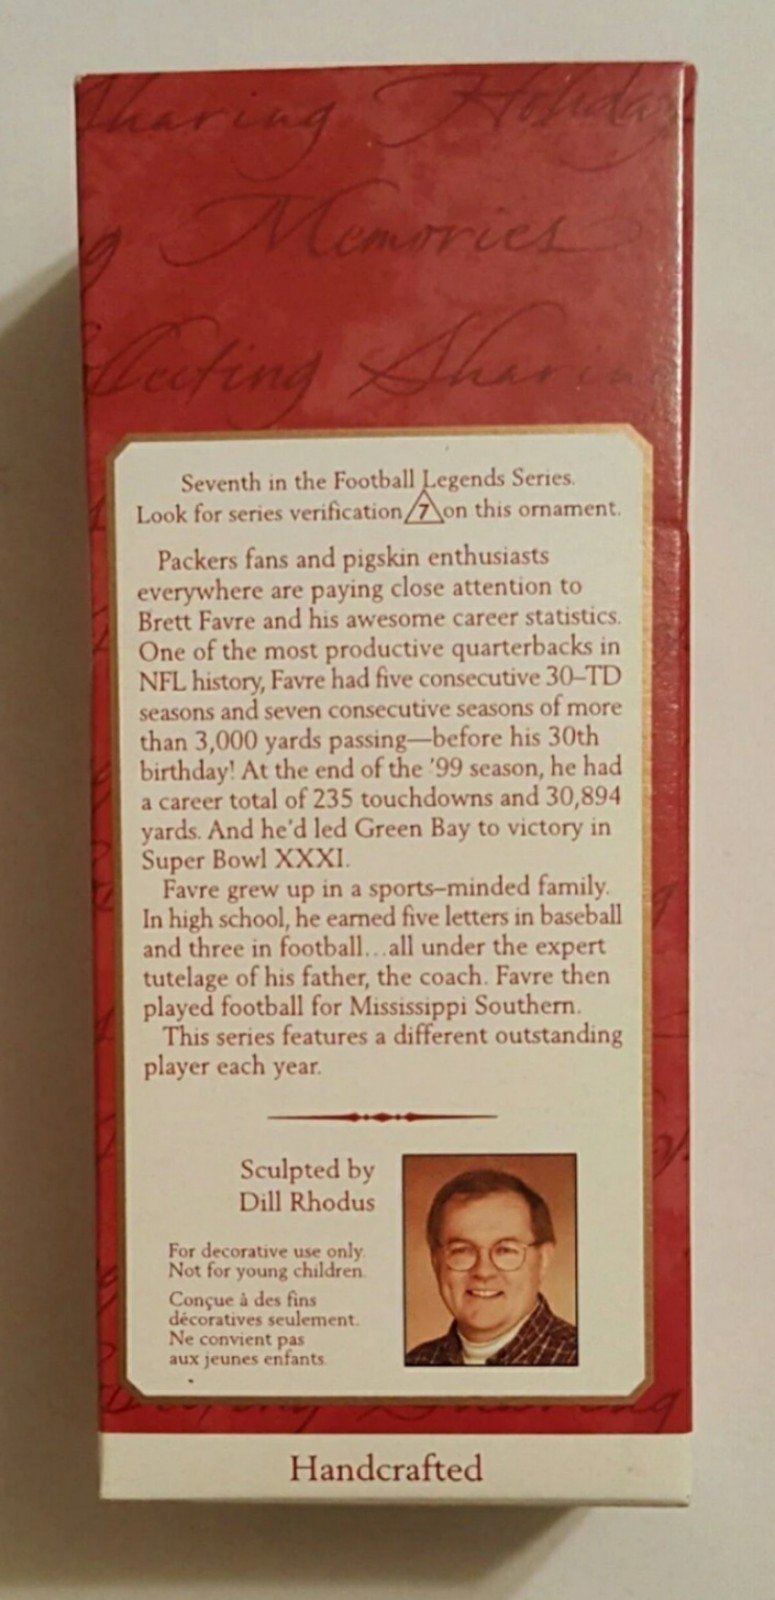 Sharing Holiday
Memories
Collecting Sharing
Seventh in the Football Legends Series.
Look for series verification 7 on this ornament.
Packers fans and pigskin enthusiasts
everywhere are paying close attention to
Brett Favre and his awesome career statistics.
One of the most productive quarterbacks in
NFL history, Favre had five consecutive 30–TD
seasons and seven consecutive seasons of more
than 3,000 yards passing—before his 30th
birthday! At the end of the '99 season, he had
a career total of 235 touchdowns and 30,894
yards. And he'd led Green Bay to victory in
Super Bowl XXXI.
Favre grew up in a sports–minded family.
In high school, he earned five letters in baseball
and three in football...all under the expert
tutelage of his father, the coach. Favre then
played football for Mississippi Southern.
This series features a different outstanding
player each year.
Sculpted by
Dill Rhodus
For decorative use only.
Not for young children.
Conçue à des fins
décoratives seulement.
Ne convient pas
aux jeunes enfants.
Handcrafted